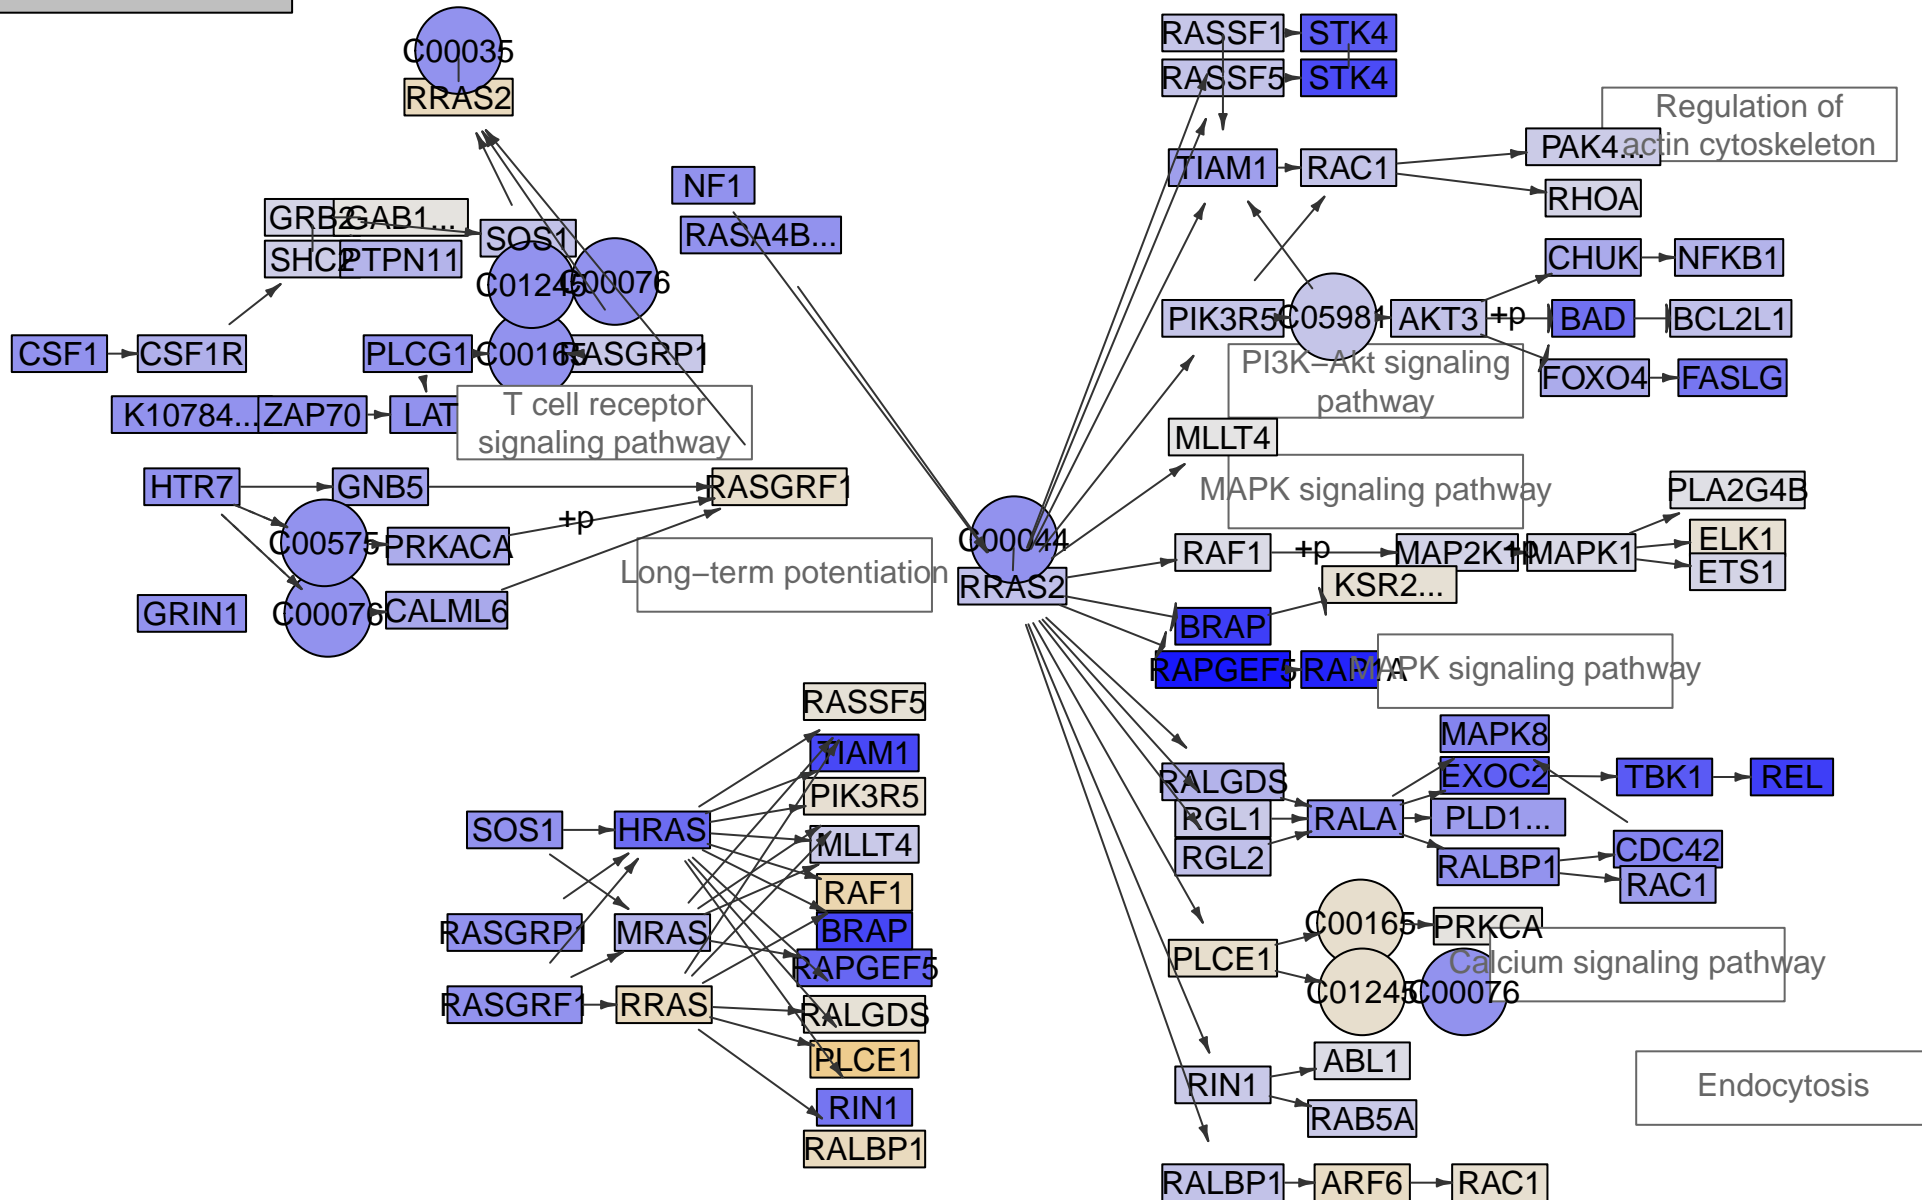 C00035
RRAS2
NF1
RASA4B...
GRB2
GAB1...
SHC2
PTPN11
SOS1
C01245
C00076
CSF1
CSF1R
PLCG1
C00165
RASGRP1
K10784...
ZAP70
LAT
T cell receptor
signaling pathway
HTR7
GNB5
RASGRF1
C00575
PRKACA
+p
GRIN1
C00076
CALML6
Long−term potentiation
C00044
RRAS2
RASSF1
STK4
RASSF5
STK4
Regulation of
actin cytoskeleton
TIAM1
RAC1
PAK4...
RHOA
CHUK
NFKB1
PIK3R5
C05981
AKT3
+p
BAD
BCL2L1
PI3K−Akt signaling
pathway
FOXO4
FASLG
MLLT4
MAPK signaling pathway
PLA2G4B
RAF1
+p
MAP2K1
+p
MAPK1
ELK1
ETS1
KSR2...
BRAP
RAPGEF5
RAP1A
MAPK signaling pathway
MAPK8
RALGDS
EXOC2
TBK1
REL
RGL1
RALA
PLD1...
RGL2
RALBP1
CDC42
RAC1
C00165
PRKCA
PLCE1
Calcium signaling pathway
C01245
C00076
ABL1
RIN1
RAB5A
Endocytosis
RALBP1
ARF6
RAC1
RASSF5
TIAM1
PIK3R5
SOS1
HRAS
MLLT4
RAF1
RASGRP1
MRAS
BRAP
RAPGEF5
RASGRF1
RRAS
RALGDS
PLCE1
RIN1
RALBP1